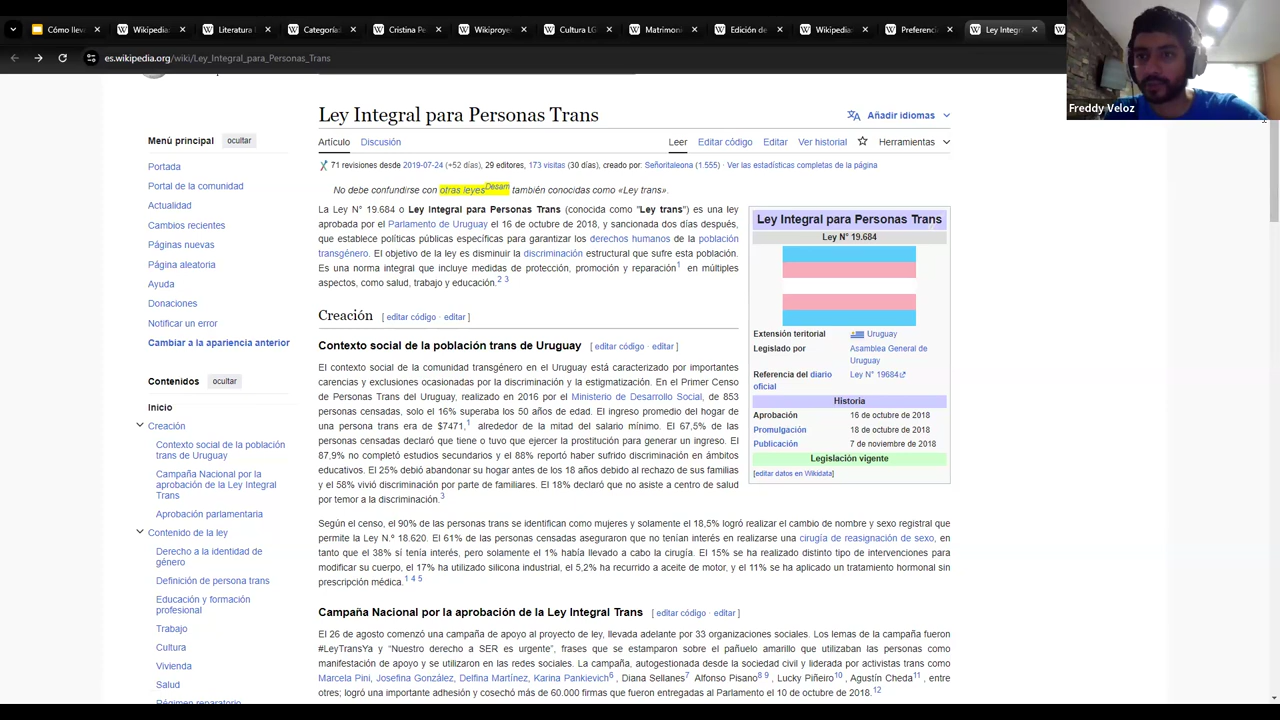 Cómo llev
Wikipedia:
Literatura l
Categoría:
Cristina Pe
Wikiproye
Cultura LG
Matrimoni
Edición de
Wikipedia:
Preferenci
Ley Integr
es.wikipedia.org/wiki/Ley_Integral_para_Personas_Trans
Freddy Veloz
Ley Integral para Personas Trans
Añadir idiomas
Menú principal ocultar
Portada
Portal de la comunidad
Actualidad
Cambios recientes
Páginas nuevas
Página aleatoria
Ayuda
Donaciones
Notificar un error
Cambiar a la apariencia anterior
Contenidos ocultar
Inicio
Creación
Contexto social de la población
trans de Uruguay
Campaña Nacional por la
aprobación de la Ley Integral
Trans
Aprobación parlamentaria
Contenido de la ley
Derecho a la identidad de
género
Definición de persona trans
Educación y formación
profesional
Trabajo
Cultura
Vivienda
Salud
Régimen reparatorio
Artículo Discusión
Leer Editar código Editar Ver historial Herramientas
71 revisiones desde 2019-07-24 (+52 días), 29 editores, 173 visitas (30 días), creado por: Señoritaleona (1.555) · Ver las estadísticas completas de la página
No debe confundirse con otras leyes Desam también conocidas como «Ley trans».
La Ley N° 19.684 o Ley Integral para Personas Trans (conocida como "Ley trans") es una ley
aprobada por el Parlamento de Uruguay el 16 de octubre de 2018, y sancionada dos días después,
que establece políticas públicas específicas para garantizar los derechos humanos de la población
transgénero. El objetivo de la ley es disminuir la discriminación estructural que sufre esta población.
Es una norma integral que incluye medidas de protección, promoción y reparación1 en múltiples
aspectos, como salud, trabajo y educación.2 3
Creación [ editar código · editar ]
Contexto social de la población trans de Uruguay [ editar código · editar ]
El contexto social de la comunidad transgénero en el Uruguay está caracterizado por importantes
carencias y exclusiones ocasionadas por la discriminación y la estigmatización. En el Primer Censo
de Personas Trans del Uruguay, realizado en 2016 por el Ministerio de Desarrollo Social, de 853
personas censadas, solo el 16% superaba los 50 años de edad. El ingreso promedio del hogar de
una persona trans era de $7471,1 alrededor de la mitad del salario mínimo. El 67,5% de las
personas censadas declaró que tiene o tuvo que ejercer la prostitución para generar un ingreso. El
87,9% no completó estudios secundarios y el 88% reportó haber sufrido discriminación en ámbitos
educativos. El 25% debió abandonar su hogar antes de los 18 años debido al rechazo de sus familias
y el 58% vivió discriminación por parte de familiares. El 18% declaró que no asiste a centro de salud
por temor a la discriminación.3
Según el censo, el 90% de las personas trans se identifican como mujeres y solamente el 18,5% logró realizar el cambio de nombre y sexo registral que
permite la Ley N.º 18.620. El 61% de las personas censadas aseguraron que no tenían interés en realizarse una cirugía de reasignación de sexo, en
tanto que el 38% sí tenía interés, pero solamente el 1% había llevado a cabo la cirugía. El 15% se ha realizado distinto tipo de intervenciones para
modificar su cuerpo, el 17% ha utilizado silicona industrial, el 5,2% ha recurrido a aceite de motor, y el 11% se ha aplicado un tratamiento hormonal sin
prescripción médica.1 4 5
Campaña Nacional por la aprobación de la Ley Integral Trans [ editar código · editar ]
El 26 de agosto comenzó una campaña de apoyo al proyecto de ley, llevada adelante por 33 organizaciones sociales. Los lemas de la campaña fueron
#LeyTransYa y "Nuestro derecho a SER es urgente", frases que se estamparon sobre el pañuelo amarillo que utilizaban las personas como
manifestación de apoyo y se utilizaron en las redes sociales. La campaña, autogestionada desde la sociedad civil y liderada por activistas trans como
Marcela Pini, Josefina González, Delfina Martínez, Karina Pankievich6 , Diana Sellanes7 Alfonso Pisano8 9 , Lucky Piñeiro10 , Agustín Cheda11 , entre
otros; logró una importante adhesión y cosechó más de 60.000 firmas que fueron entregadas al Parlamento el 10 de octubre de 2018.12
Ley Integral para Personas Trans
Ley N° 19.684
Extensión territorial Uruguay
Legislado por Asamblea General de
Uruguay
Referencia del diario Ley N° 19684
oficial
Historia
Aprobación 16 de octubre de 2018
Promulgación 18 de octubre de 2018
Publicación 7 de noviembre de 2018
Legislación vigente
[editar datos en Wikidata]